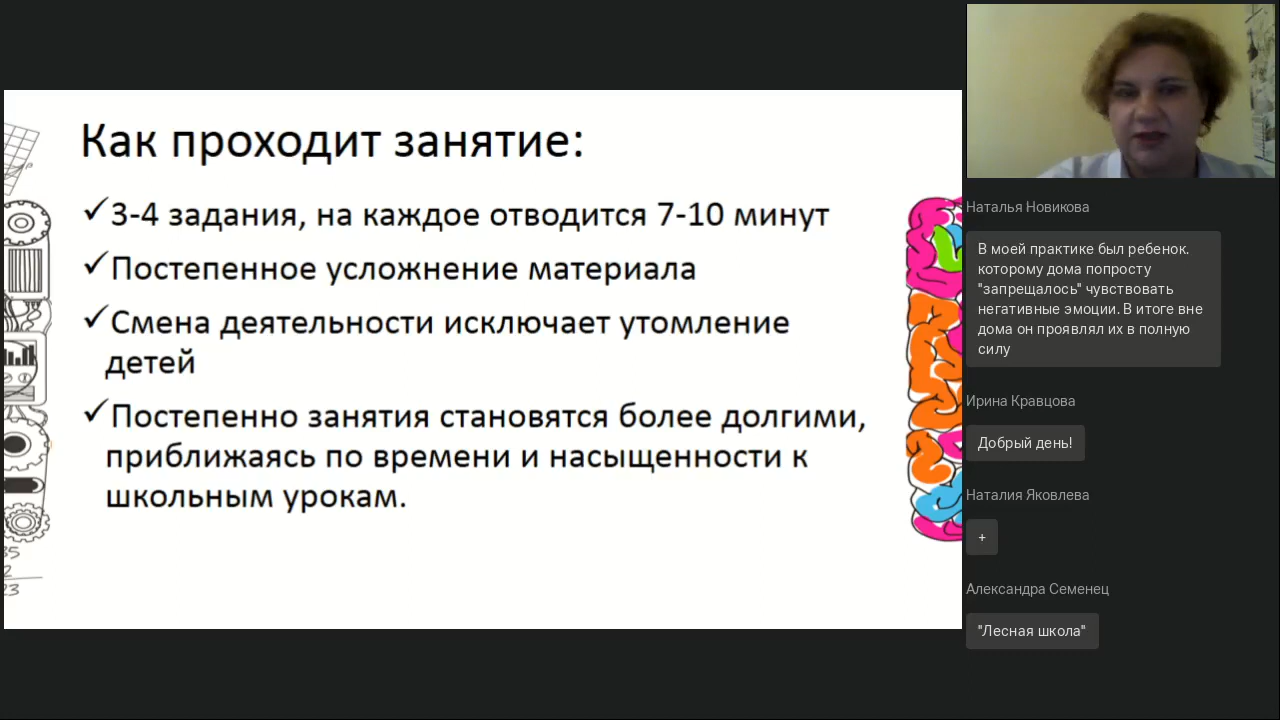 Как проходит занятие:
✓3-4 задания, на каждое отводится 7-10 минут
✓Постепенное усложнение материала
✓Смена деятельности исключает утомление
детей
✓Постепенно занятия становятся более долгими,
приближаясь по времени и насыщенности к
школьным урокам.
35
2
23
Наталья Новикова
В моей практике был ребенок.
которому дома попросту
"запрещалось" чувствовать
негативные эмоции. В итоге вне
дома он проявлял их в полную
силу
Ирина Кравцова
Добрый день!
Наталия Яковлева
+
Александра Семенец
"Лесная школа"